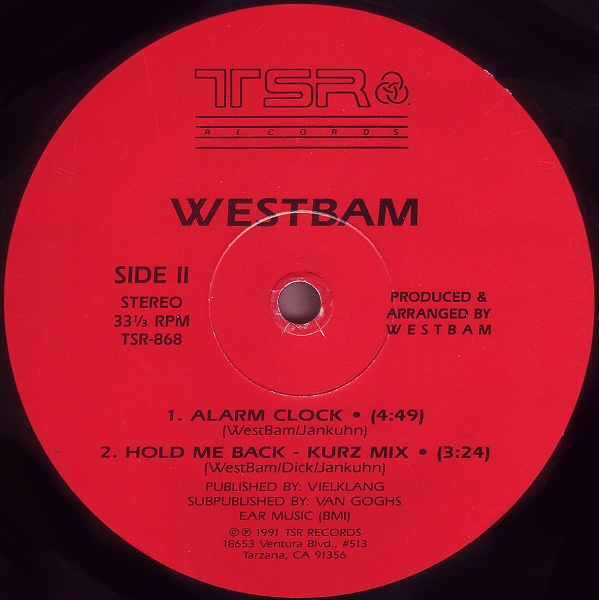 TSR
RECORDS
WESTBAM
SIDE II
STEREO
33⅓ RPM
TSR-868
PRODUCED &
ARRANGED BY
WESTBAM
1. ALARM CLOCK • (4:49)
(WestBam/Jankuhn)
2. HOLD ME BACK - KURZ MIX • (3:24)
(WestBam/Dick/Jankuhn)
PUBLISHED BY: VIELKLANG
SUBPUBLISHED BY: VAN GOGHS
EAR MUSIC (BMI)
©℗ 1991 TSR RECORDS
18653 Ventura Blvd., #513
Tarzana, CA 91356